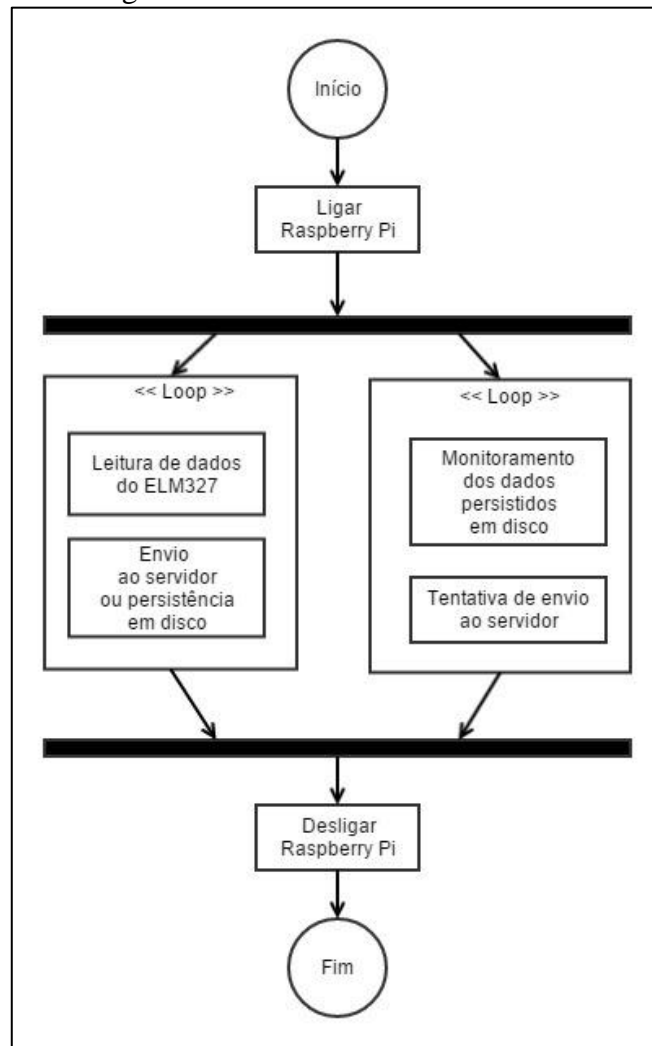 Início
Ligar
Raspberry Pi
<< Loop >>
Leitura de dados
do ELM327
Envio
ao servidor
ou persistência
em disco
<< Loop >>
Monitoramento
dos dados
persistidos
em disco
Tentativa de envio
ao servidor
Desligar
Raspberry Pi
Fim